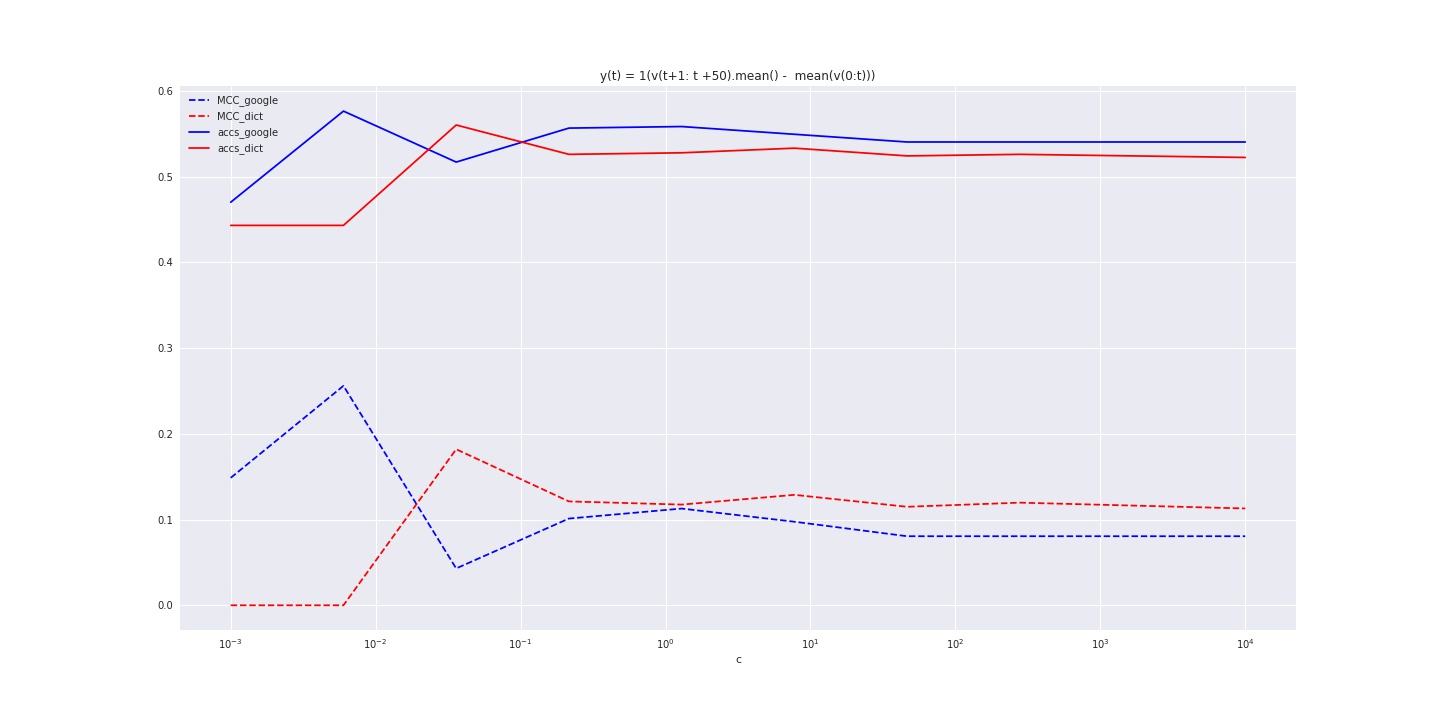 y(t) = 1(v(t+1: t +50).mean() -  mean(v(0:t)))
MCC_google
MCC_dict
accs_google
accs_dict
0.6
0.5
0.4
0.3
0.2
0.1
0.0
10⁻³ 10⁻² 10⁻¹ 10⁰ 10¹ 10² 10³ 10⁴
c